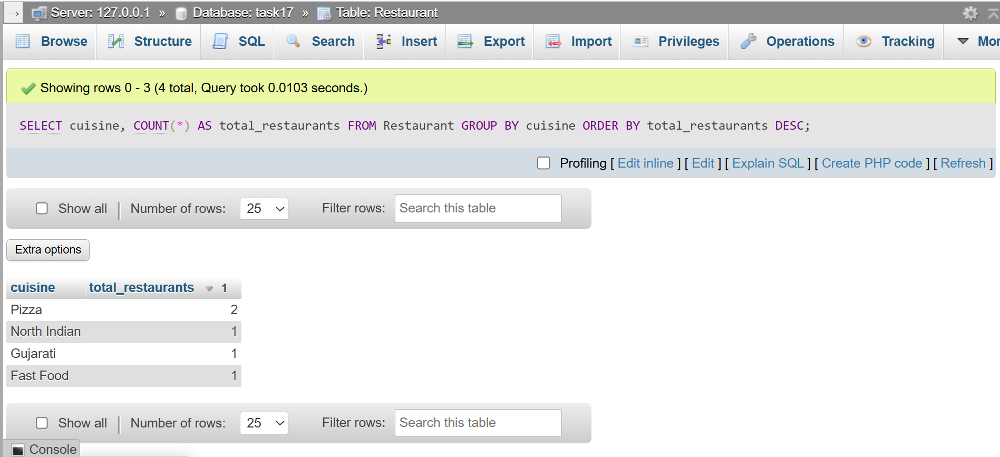 → Server: 127.0.0.1 » Database: task17 » Table: Restaurant
Browse Structure SQL Search Insert Export Import Privileges Operations Tracking Mor
Showing rows 0 - 3 (4 total, Query took 0.0103 seconds.)
SELECT cuisine, COUNT(*) AS total_restaurants FROM Restaurant GROUP BY cuisine ORDER BY total_restaurants DESC;
Profiling [ Edit inline ] [ Edit ] [ Explain SQL ] [ Create PHP code ] [ Refresh ]
Show all | Number of rows: 25 Filter rows: Search this table
Extra options
cuisine total_restaurants 1
Pizza 2
North Indian 1
Gujarati 1
Fast Food 1
Show all | Number of rows: 25 Filter rows: Search this table
Console